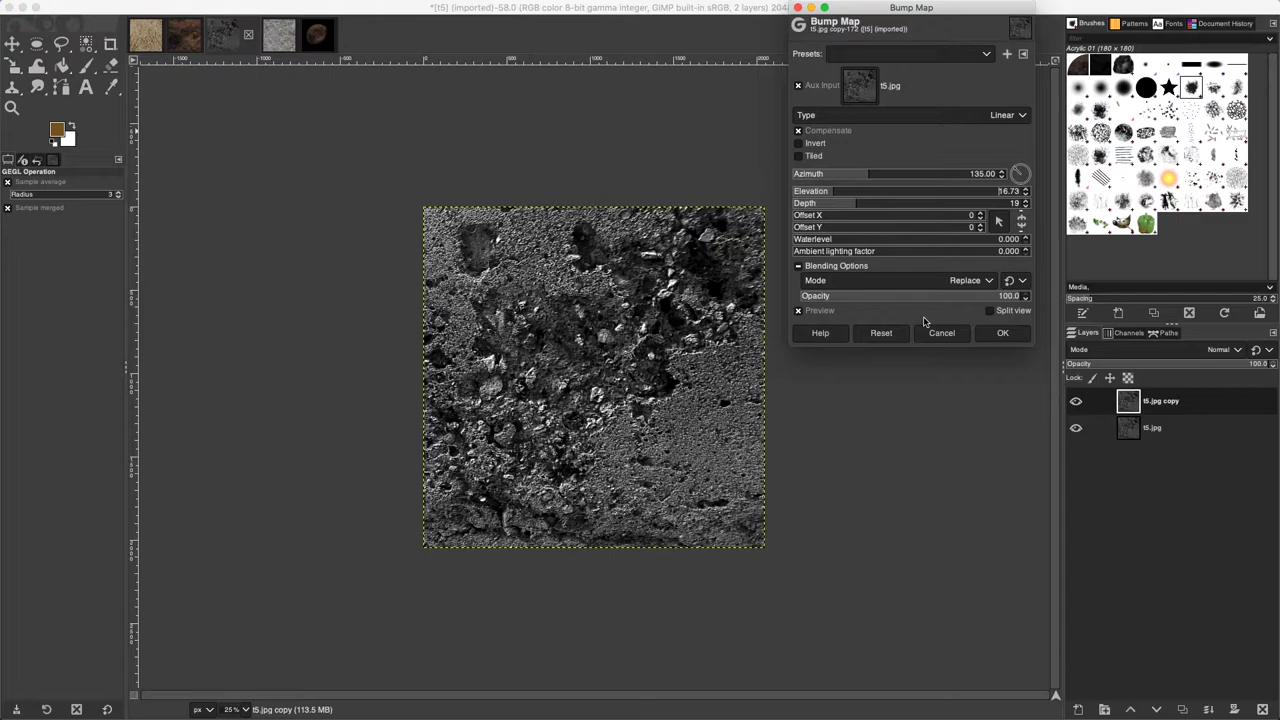 *[t5] (imported)-58.0 (RGB color 8-bit gamma integer, GIMP built-in sRGB, 2 layers) 204
Bump Map
Bump Map
t5.jpg copy-172 ([t5] (imported))
Presets:
Aux Input
t5.jpg
Type
Linear
Compensate
Invert
Tiled
Azimuth
135.00
Elevation
16.73
Depth
19
Offset X
0
Offset Y
0
Waterlevel
0.000
Ambient lighting factor
0.000
Blending Options
Mode
Replace
Opacity
100.0
Preview
Split view
Help
Reset
Cancel
OK
GEGL Operation
Sample average
Radius
3
Sample merged
Brushes
Patterns
Fonts
Document History
filter
Acrylic 01 (180 × 180)
Media,
Spacing
25.0
Layers
Channels
Paths
Mode
Normal
Opacity
100.0
Lock:
t5.jpg copy
t5.jpg
px
25%
t5.jpg copy (113.5 MB)